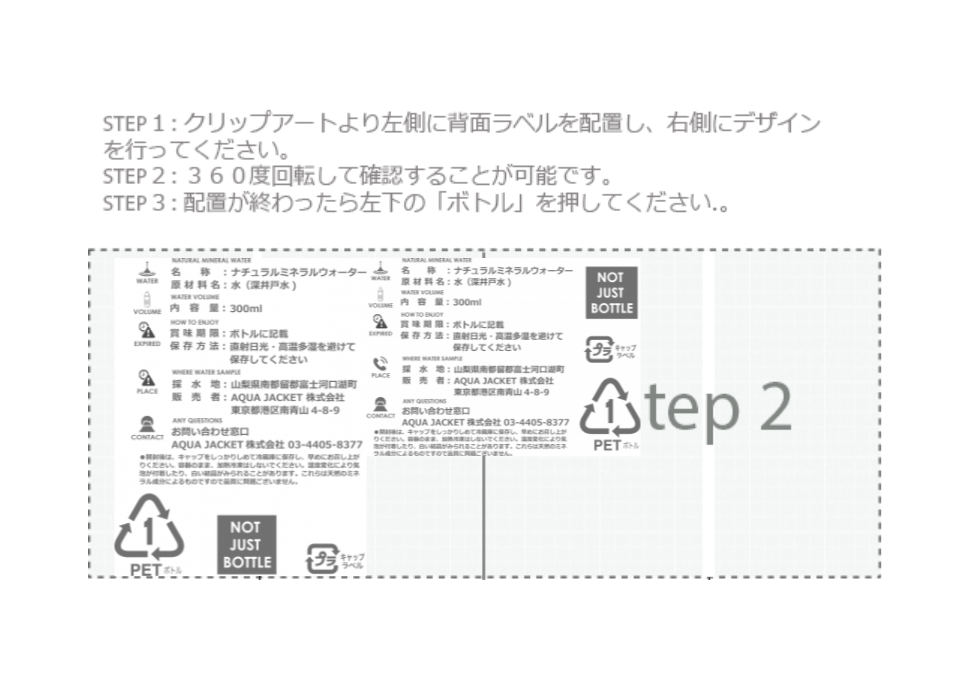 STEP 1 : クリップアートより左側に背面ラベルを配置し、右側にデザイン
を行ってください。
STEP 2 : ３６０度回転して確認することが可能です。
STEP 3 : 配置が終わったら左下の「ボトル」を押してください.。
NATURAL MINERAL WATER
WATER
名 称 : ナチュラルミネラルウォーター
原 材 料 名 : 水（深井戸水 )
WATER VOLUME
VOLUME
内 容 量 : 300ml
HOW TO ENJOY
EXPIRED
賞 味 期 限 : ボトルに記載
保 存 方 法 : 直射日光・高温多湿を避けて
保存してください
WHERE WATER SAMPLE
PLACE
採 水 地 : 山梨県南都留郡富士河口湖町
販 売 者 : AQUA JACKET 株式会社
東京都港区南青山 4-8-9
ANY QUESTIONS
CONTACT
お問い合わせ窓口
AQUA JACKET 株式会社 03-4405-8377
●開封後は、キャップをしっかりしめて冷蔵庫に保存し、早めにお召し上が
りください。容器のまま、加熱冷凍はしないでください。温度変化により気
泡が付着したり、白い結晶がみられることがあります。これらは天然のミネ
ラル成分によるものですので品質に問題ございません。
1
PET ボトル
NOT
JUST
BOTTLE
プラ
キャップ
ラベル
NATURAL MINERAL WATER
WATER
名 称 : ナチュラルミネラルウォーター
原 材 料 名 : 水（深井戸水 )
WATER VOLUME
VOLUME
内 容 量 : 300ml
HOW TO ENJOY
EXPIRED
賞 味 期 限 : ボトルに記載
保 存 方 法 : 直射日光・高温多湿を避けて
保存してください
WHERE WATER SAMPLE
PLACE
採 水 地 : 山梨県南都留郡富士河口湖町
販 売 者 : AQUA JACKET 株式会社
東京都港区南青山 4-8-9
ANY QUESTIONS
CONTACT
お問い合わせ窓口
AQUA JACKET 株式会社 03-4405-8377
●開封後は、キャップをしっかりしめて冷蔵庫に保存し、早めにお召し上が
りください。容器のまま、加熱冷凍はしないでください。温度変化により気
泡が付着したり、白い結晶がみられることがあります。これらは天然のミネ
ラル成分によるものですので品質に問題ございません。
NOT
JUST
BOTTLE
プラ
キャップ
ラベル
1
PET ボトル
tep 2